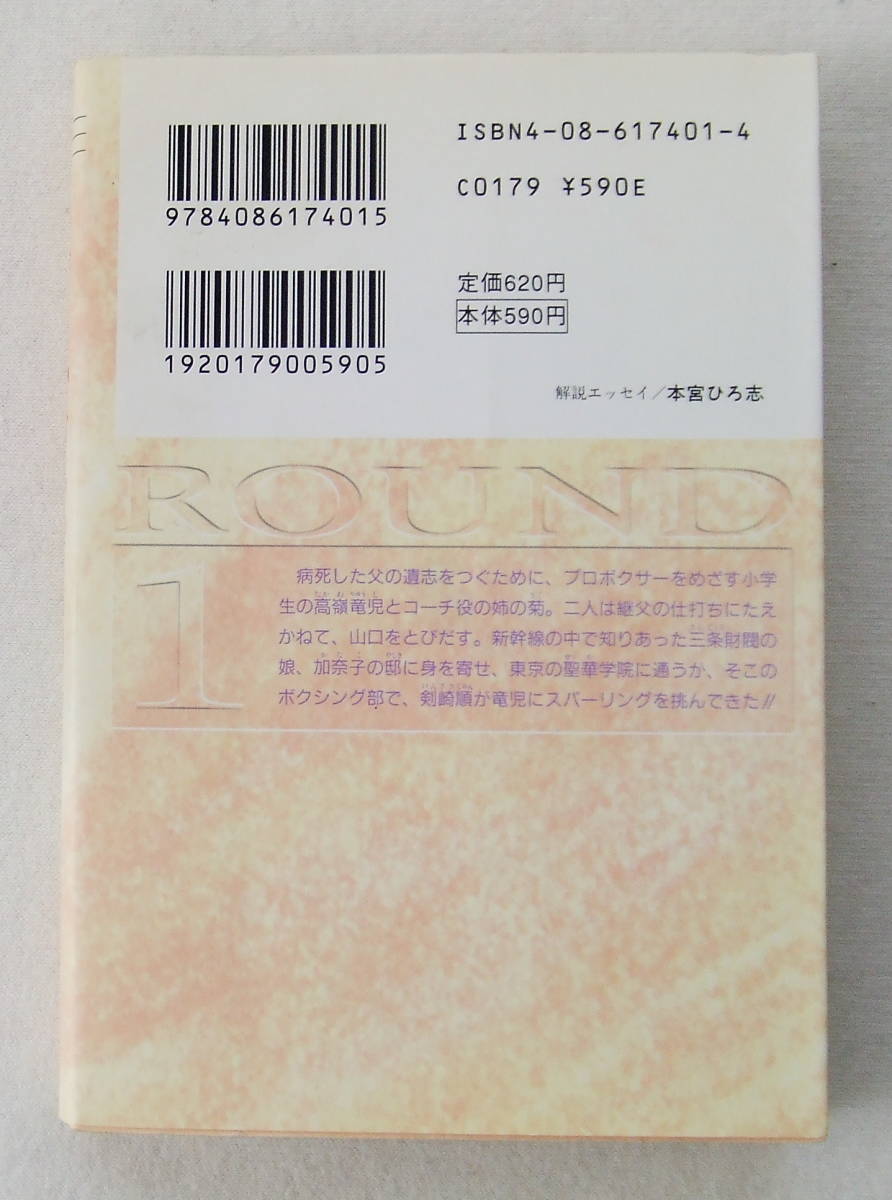 ISBN4-08-617401-4
C0179 ¥590E
9784086174015
定価620円
本体590円
1920179005905
解説エッセイ/本宮ひろ志
ROUND
1
病死した父の遺志をつぐために、プロボクサーをめざす小学
生の高嶺竜児とコーチ役の姉の菊。二人は継父の仕打ちにたえ
かねて、山口をとびだす。新幹線の中で知りあった三条財閥の
娘、加奈子の邸に身を寄せ、東京の聖華学院に通うが、そこの
ボクシング部で、剣崎順が竜児にスパーリングを挑んできた!!